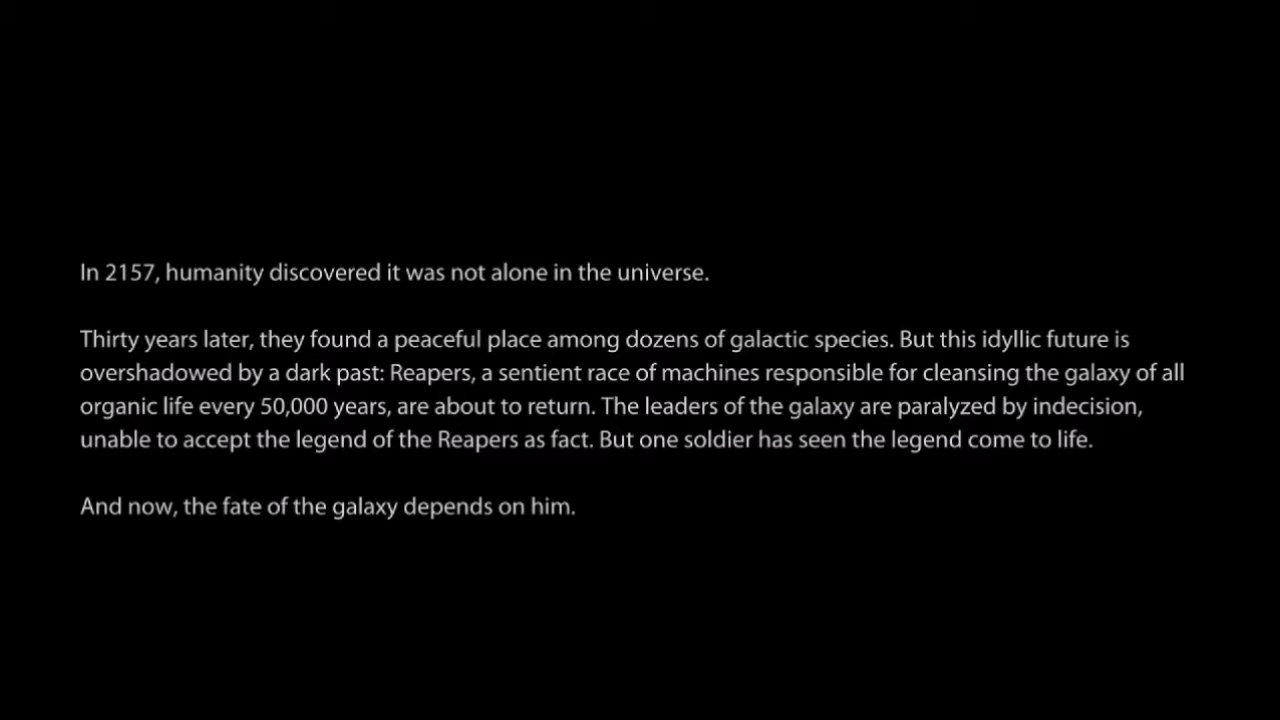 In 2157, humanity discovered it was not alone in the universe.
Thirty years later, they found a peaceful place among dozens of galactic species. But this idyllic future is
overshadowed by a dark past: Reapers, a sentient race of machines responsible for cleansing the galaxy of all
organic life every 50,000 years, are about to return. The leaders of the galaxy are paralyzed by indecision,
unable to accept the legend of the Reapers as fact. But one soldier has seen the legend come to life.
And now, the fate of the galaxy depends on him.